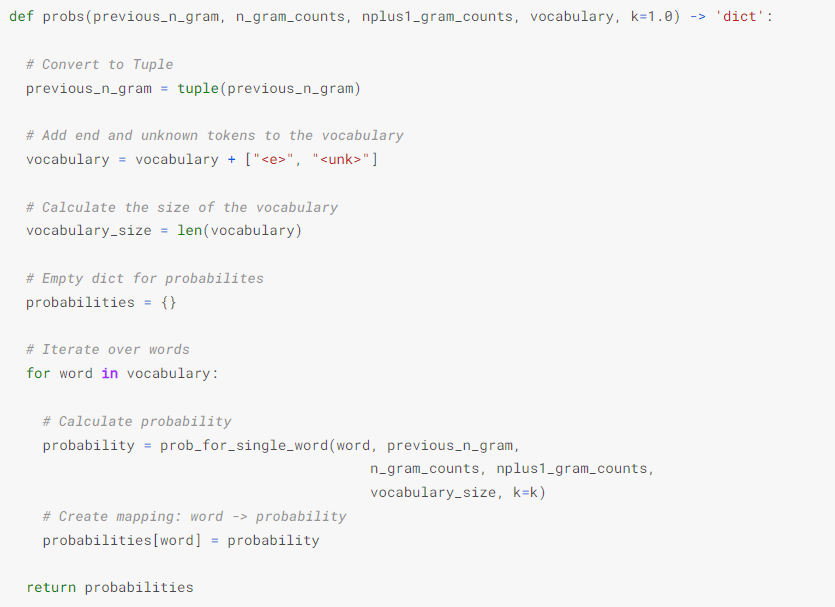 def probs(previous_n_gram, n_gram_counts, nplus1_gram_counts, vocabulary, k=1.0) -> 'dict':
# Convert to Tuple
previous_n_gram = tuple(previous_n_gram)
# Add end and unknown tokens to the vocabulary
vocabulary = vocabulary + ["<e>", "<unk>"]
# Calculate the size of the vocabulary
vocabulary_size = len(vocabulary)
# Empty dict for probabilites
probabilities = {}
# Iterate over words
for word in vocabulary:
# Calculate probability
probability = prob_for_single_word(word, previous_n_gram,
n_gram_counts, nplus1_gram_counts,
vocabulary_size, k=k)
# Create mapping: word -> probability
probabilities[word] = probability
return probabilities